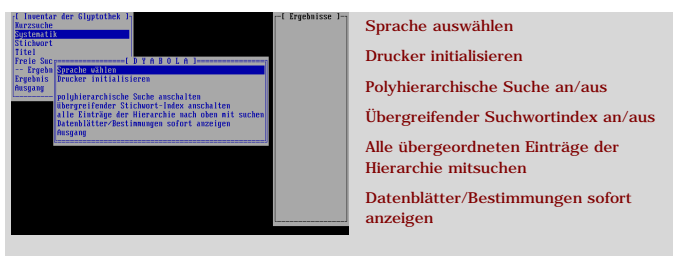 [ Inventar der Glyptothek ]
[ Ergebnisse ]
Kurzsuche
Systematik
Stichwort
Titel
Freie Suc
-- Ergebn
Ergebnis
Ausgang
[ D Y A B O L A ]
Sprache wählen
Drucker initialisieren
polyhierarchische Suche anschalten
übergreifender Stichwort-Index anschalten
alle Einträge der Hierarchie nach oben mit suchen
Datenblätter/Bestimmungen sofort anzeigen
Ausgang
Sprache auswählen
Drucker initialisieren
Polyhierarchische Suche an/aus
Übergreifender Suchwortindex an/aus
Alle übergeordneten Einträge der
Hierarchie mitsuchen
Datenblätter/Bestimmungen sofort
anzeigen